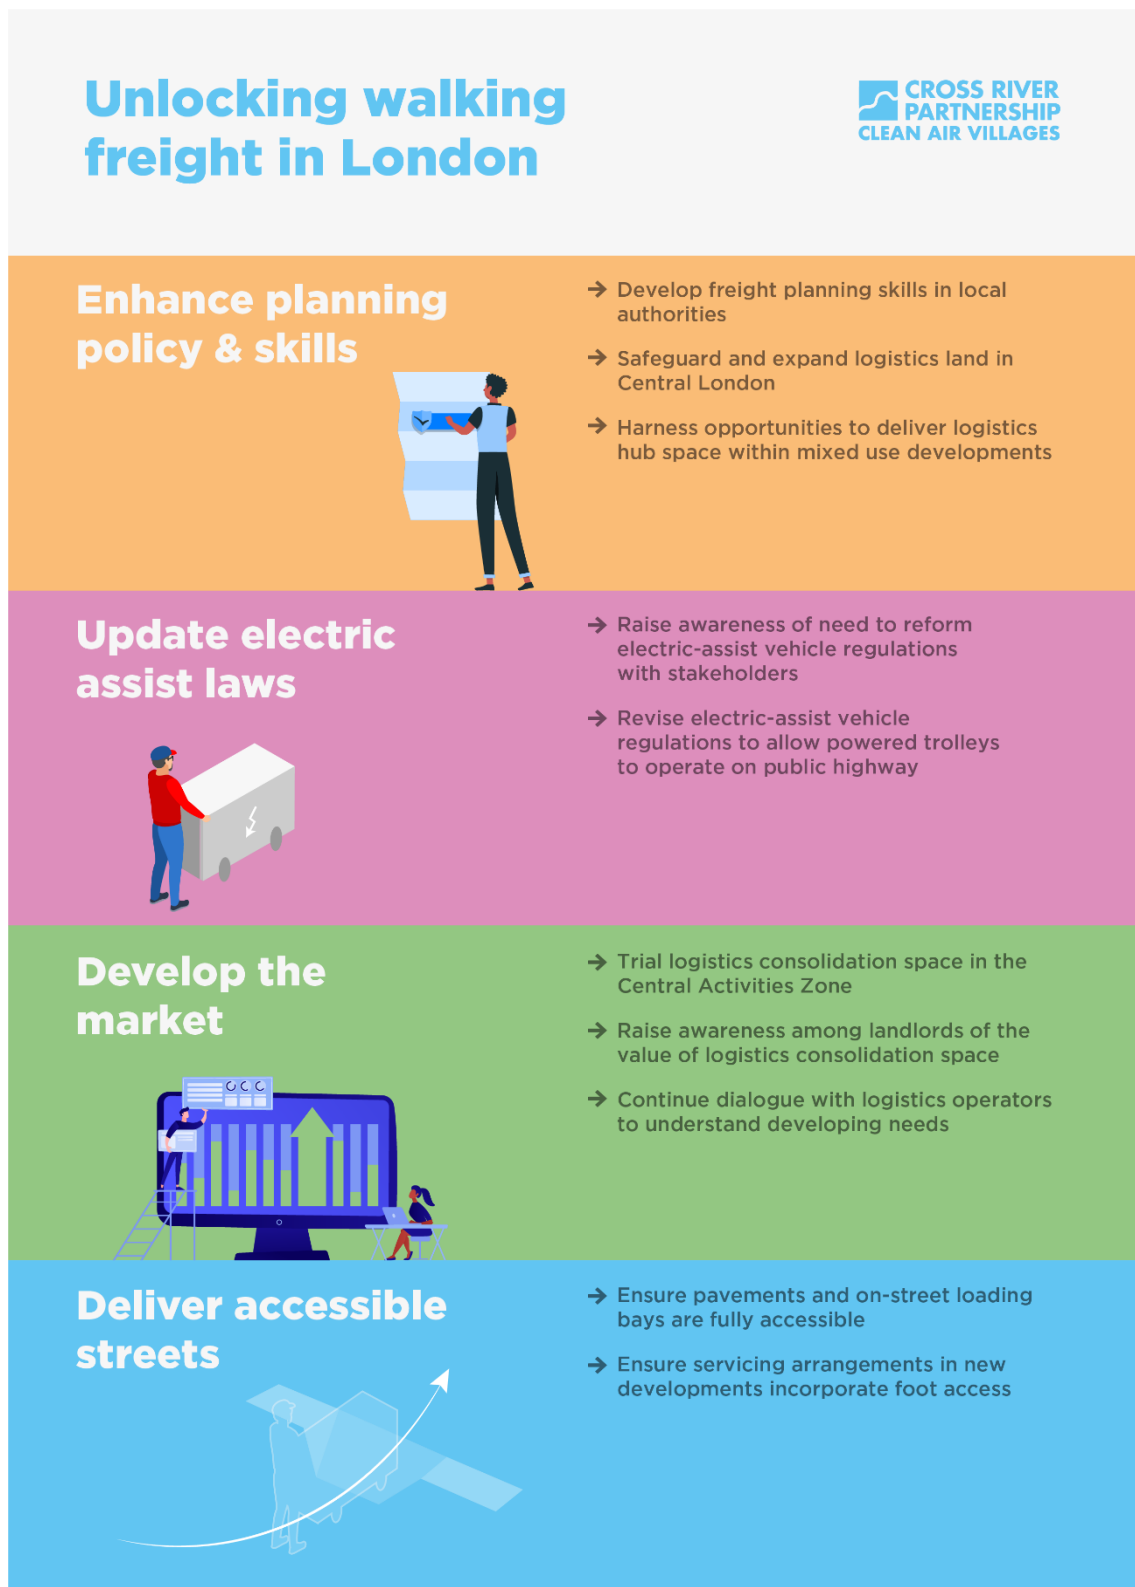 Unlocking walking
freight in London
CROSS RIVER
PARTNERSHIP
CLEAN AIR VILLAGES
Enhance planning
policy & skills
→ Develop freight planning skills in local
authorities
→ Safeguard and expand logistics land in
Central London
→ Harness opportunities to deliver logistics
hub space within mixed use developments
Update electric
assist laws
→ Raise awareness of need to reform
electric-assist vehicle regulations
with stakeholders
→ Revise electric-assist vehicle
regulations to allow powered trolleys
to operate on public highway
Develop the
market
→ Trial logistics consolidation space in the
Central Activities Zone
→ Raise awareness among landlords of the
value of logistics consolidation space
→ Continue dialogue with logistics operators
to understand developing needs
Deliver accessible
streets
→ Ensure pavements and on-street loading
bays are fully accessible
→ Ensure servicing arrangements in new
developments incorporate foot access